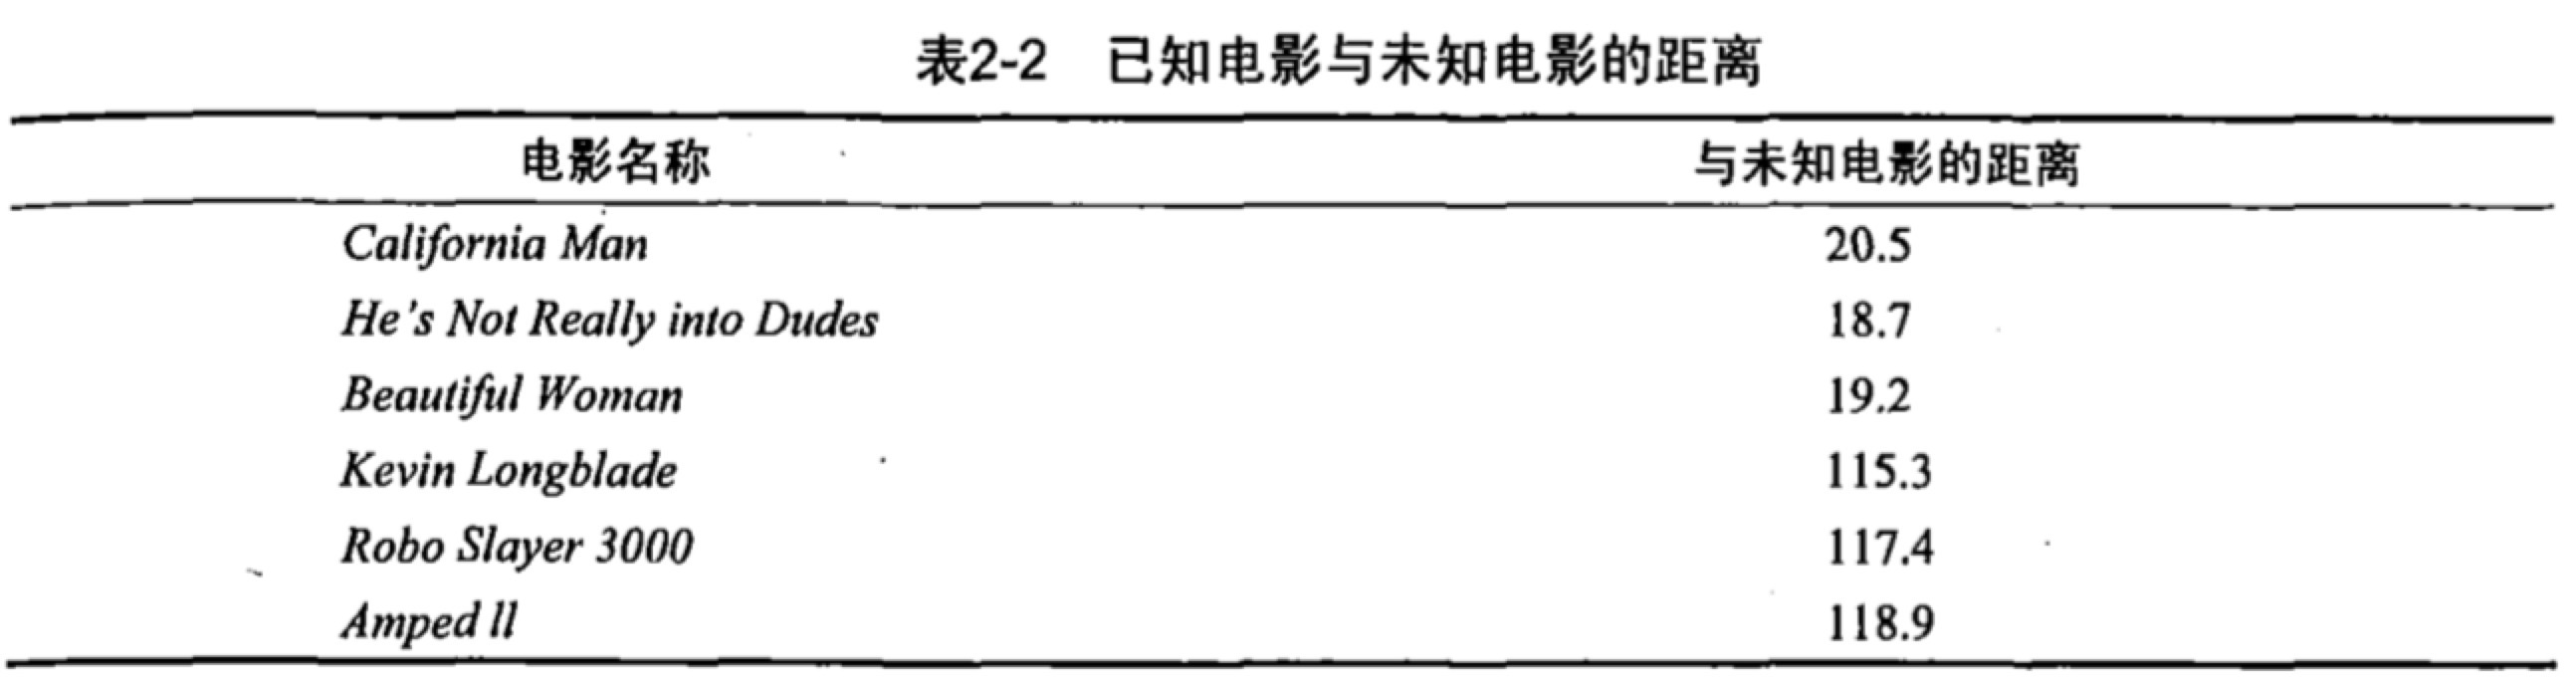 表2-2 已知电影与未知电影的距离
电影名称 与未知电影的距离
California Man 20.5
He's Not Really into Dudes 18.7
Beautiful Woman 19.2
Kevin Longblade 115.3
Robo Slayer 3000 117.4
Amped ll 118.9